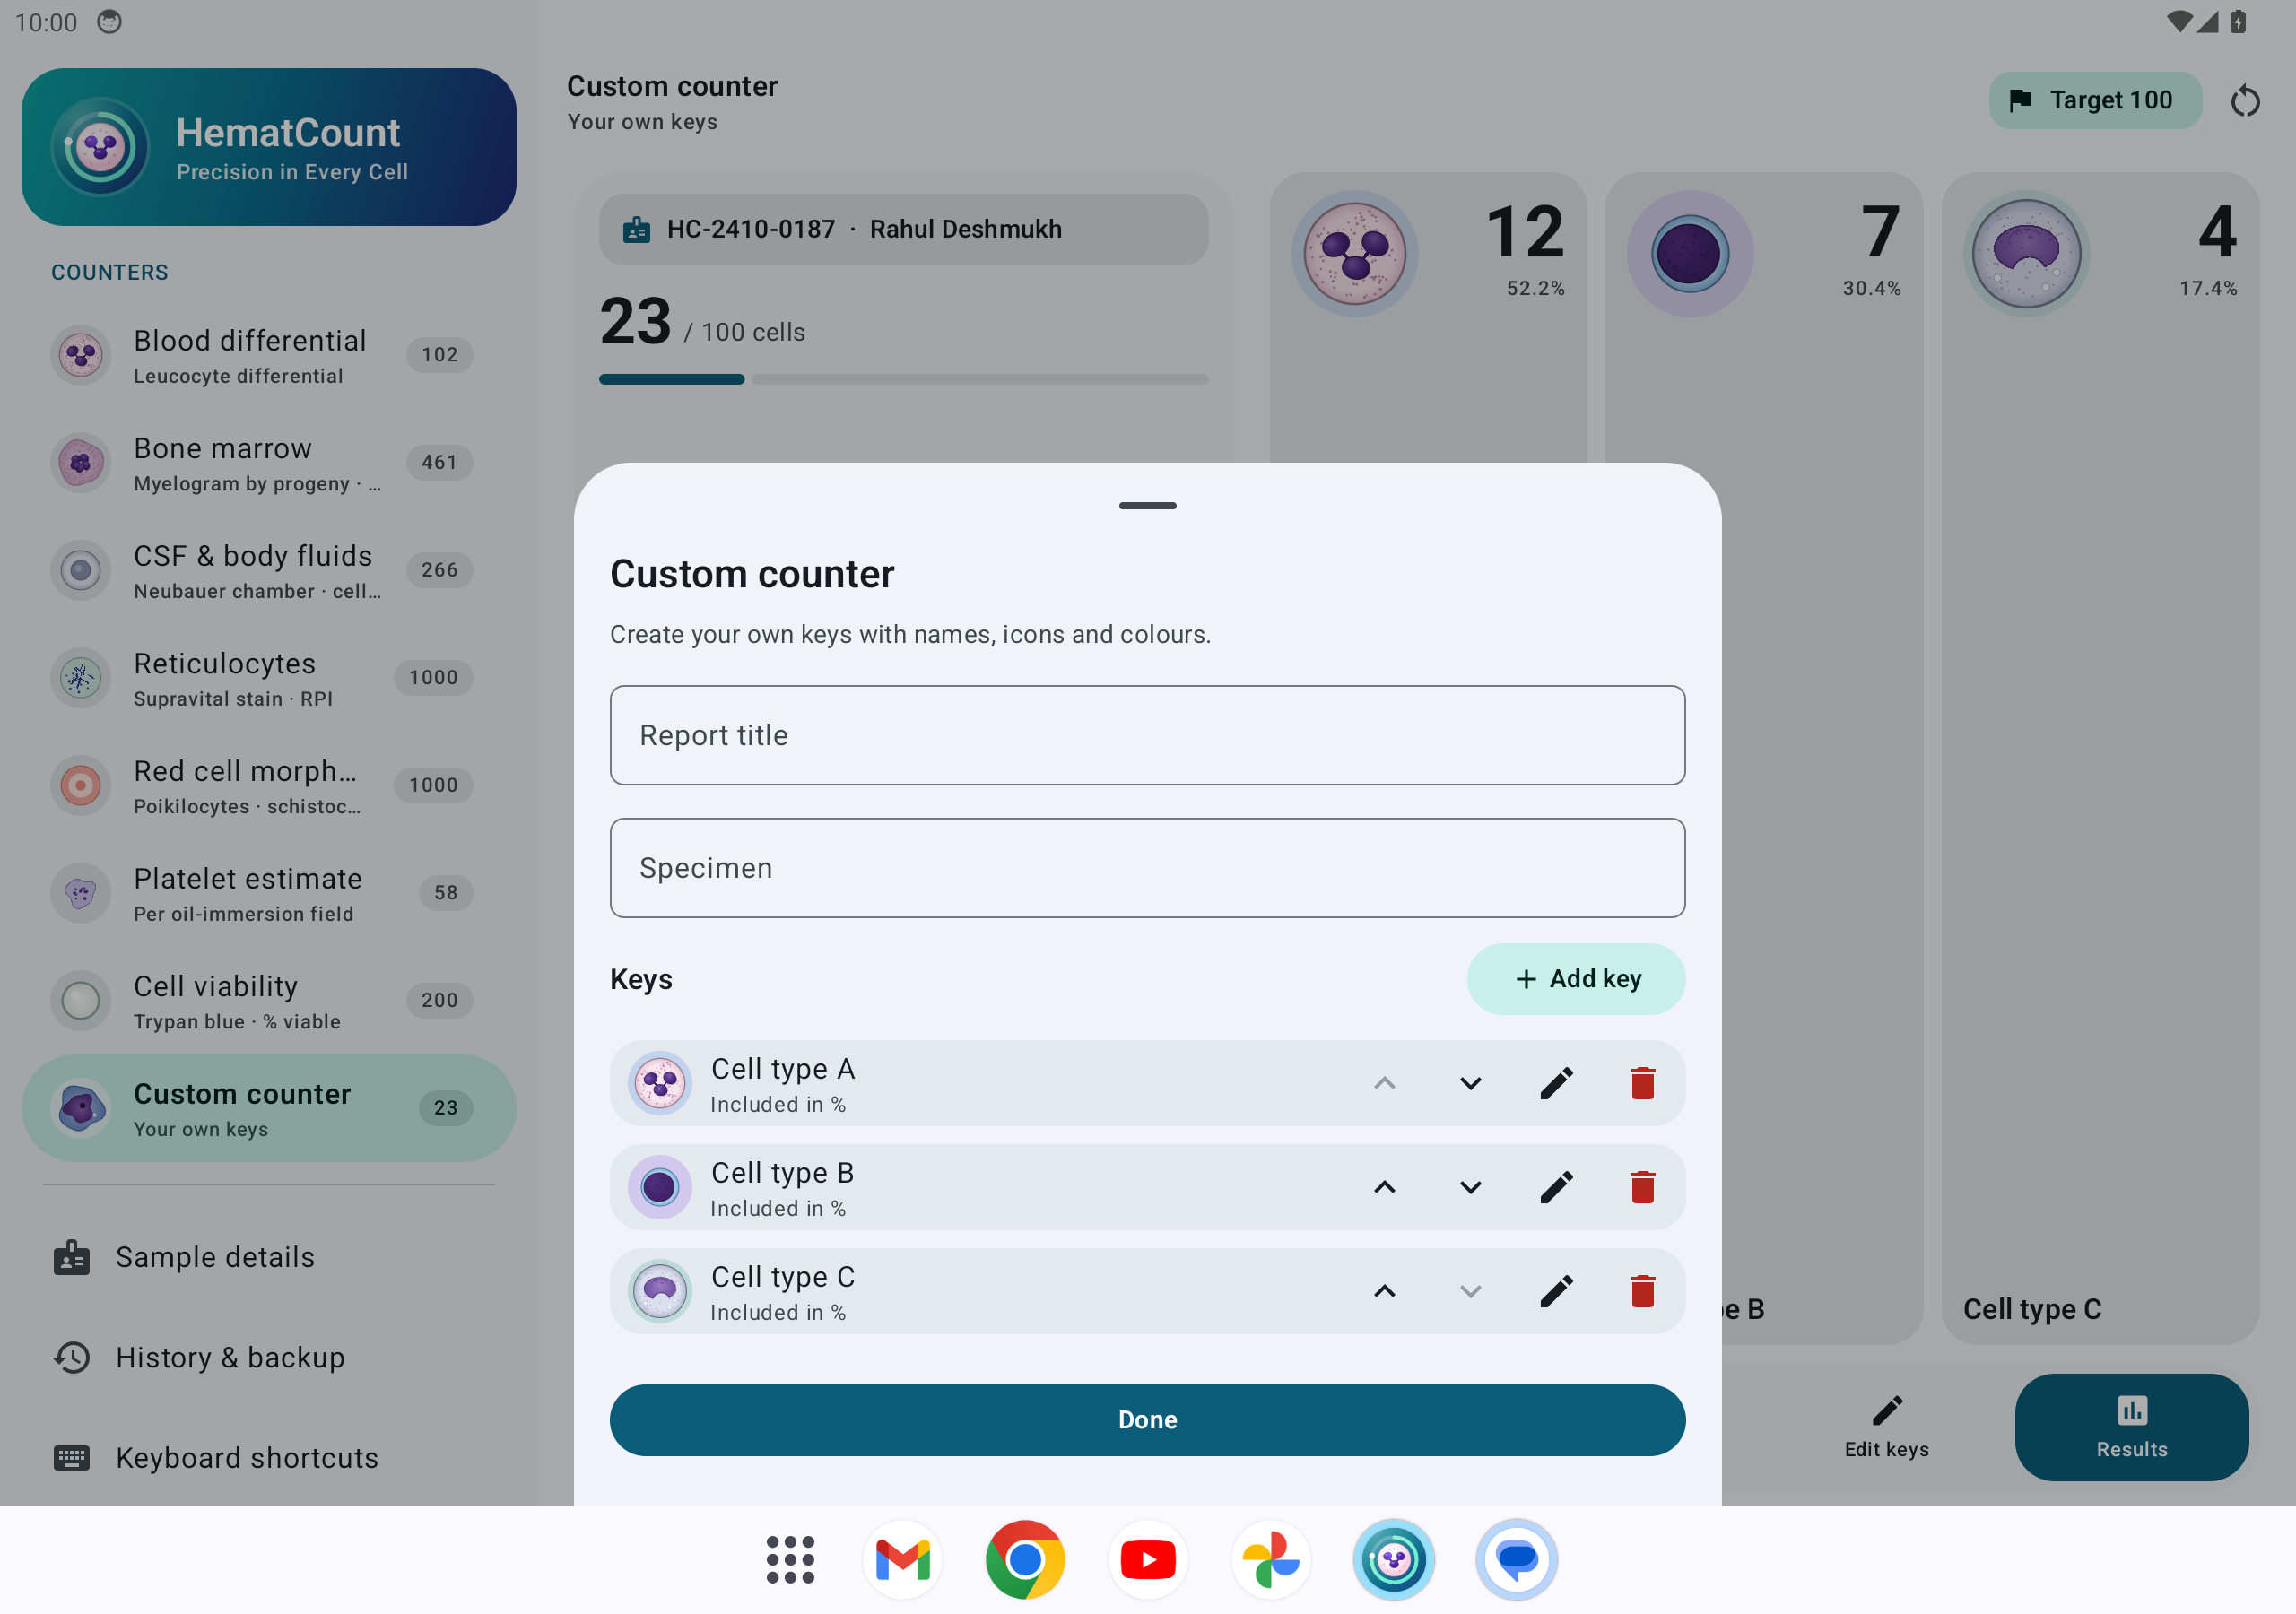 10:00
HematCount
Precision in Every Cell
COUNTERS
Blood differential
Leucocyte differential
102
Bone marrow
Myelogram by progeny · …
461
CSF & body fluids
Neubauer chamber · cell…
266
Reticulocytes
Supravital stain · RPI
1000
Red cell morph…
Poikilocytes · schistoc…
1000
Platelet estimate
Per oil-immersion field
58
Cell viability
Trypan blue · % viable
200
Custom counter
Your own keys
23
Sample details
History & backup
Keyboard shortcuts
Custom counter
Your own keys
Target 100
HC-2410-0187 · Rahul Deshmukh
23 / 100 cells
12
52.2%
7
30.4%
4
17.4%
Custom counter
Create your own keys with names, icons and colours.
Report title
Specimen
Keys
+ Add key
Cell type A
Included in %
Cell type B
Included in %
Cell type C
Included in %
Done
e B
Cell type C
Edit keys
Results